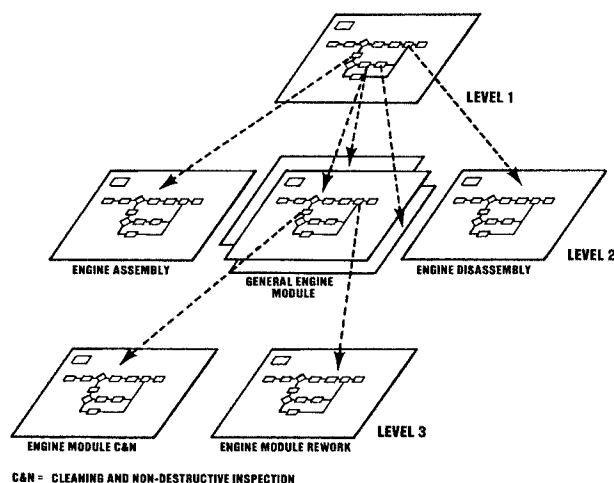 LEVEL 1
ENGINE ASSEMBLY
GENERAL ENGINE
MODULE
ENGINE DISASSEMBLY
LEVEL 2
ENGINE MODULE C&N
ENGINE MODULE REWORK
LEVEL 3
C&N = CLEANING AND NON-DESTRUCTIVE INSPECTION